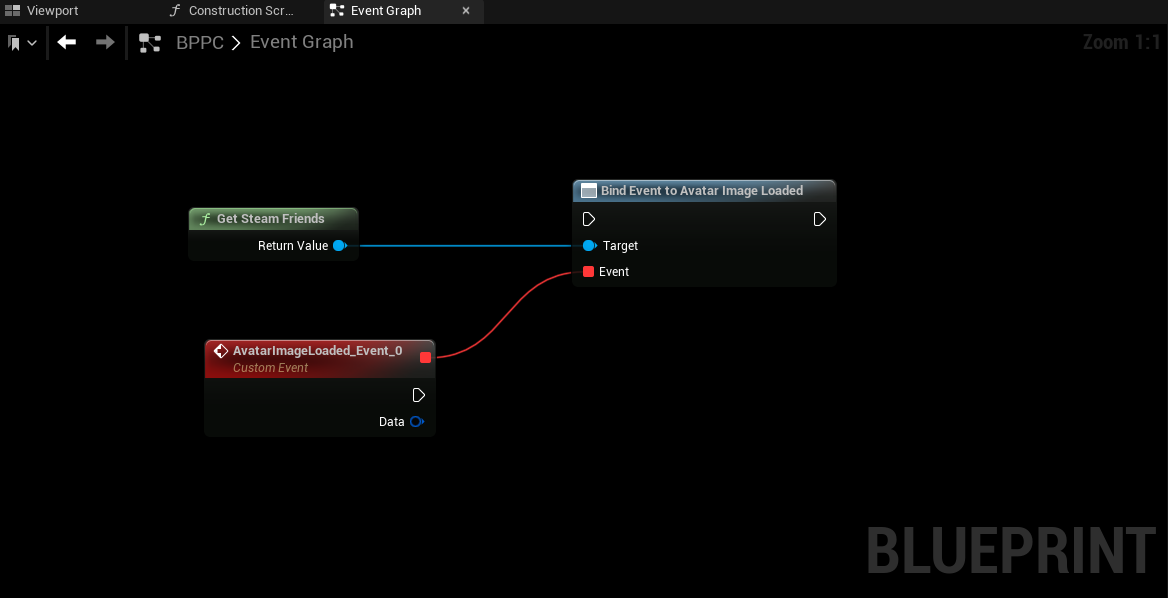 Viewport
Construction Scr...
Event Graph
BPPC
Event Graph
Zoom 1:1
Bind Event to Avatar Image Loaded
Get Steam Friends
Return Value
Target
Event
AvatarImageLoaded_Event_0
Custom Event
Data
BLUEPRINT